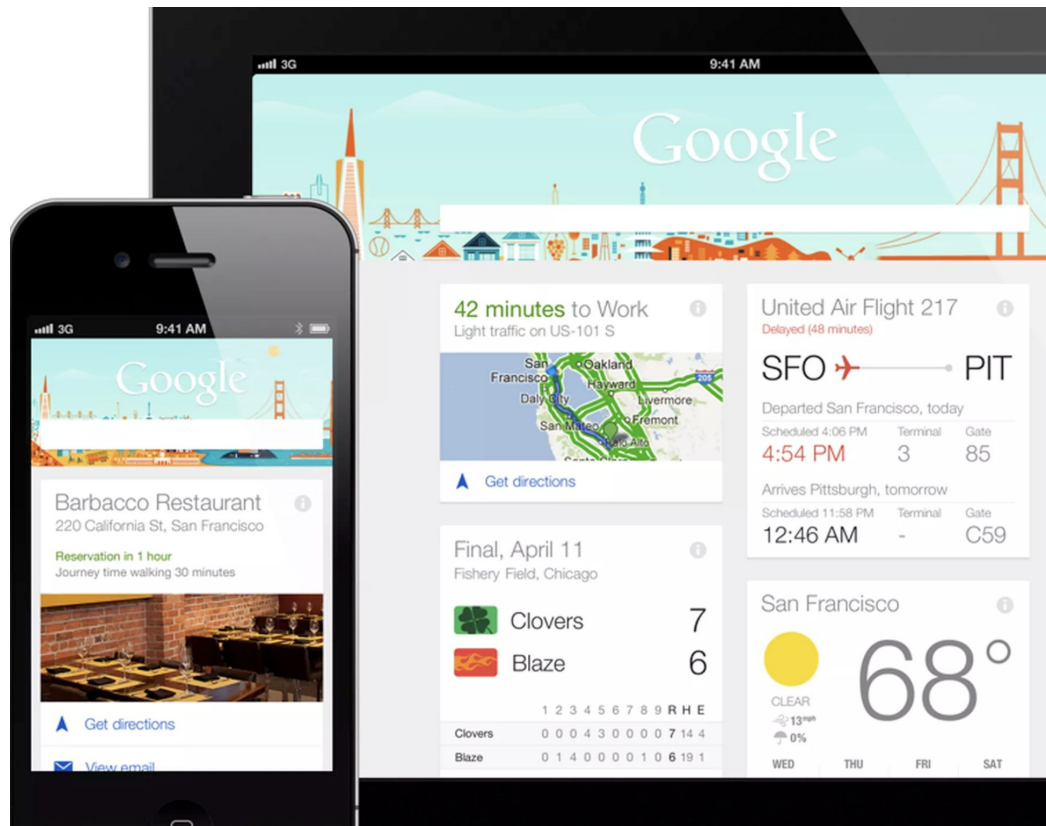 3G
9:41 AM
Google
42 minutes to Work
Light traffic on US-101 S
San Francisco
Oakland
Hayward
Daly City
Livermore
San Mateo
Fremont
Palo Alto
205
Get directions
Final, April 11
Fishery Field, Chicago
Clovers 7
Blaze 6
1 2 3 4 5 6 7 8 9 R H E
Clovers 0 0 0 4 3 0 0 0 0 7 14 4
Blaze 0 1 4 0 0 0 0 1 0 6 19 1
United Air Flight 217
Delayed (48 minutes)
SFO PIT
Departed San Francisco, today
Scheduled 4:06 PM Terminal Gate
4:54 PM 3 85
Arrives Pittsburgh, tomorrow
Scheduled 11:58 PM Terminal Gate
12:46 AM - C59
San Francisco
68°
CLEAR
13mph
0%
WED THU FRI SAT
3G 9:41 AM
Google
Barbacco Restaurant
220 California St, San Francisco
Reservation in 1 hour
Journey time walking 30 minutes
Get directions
View email